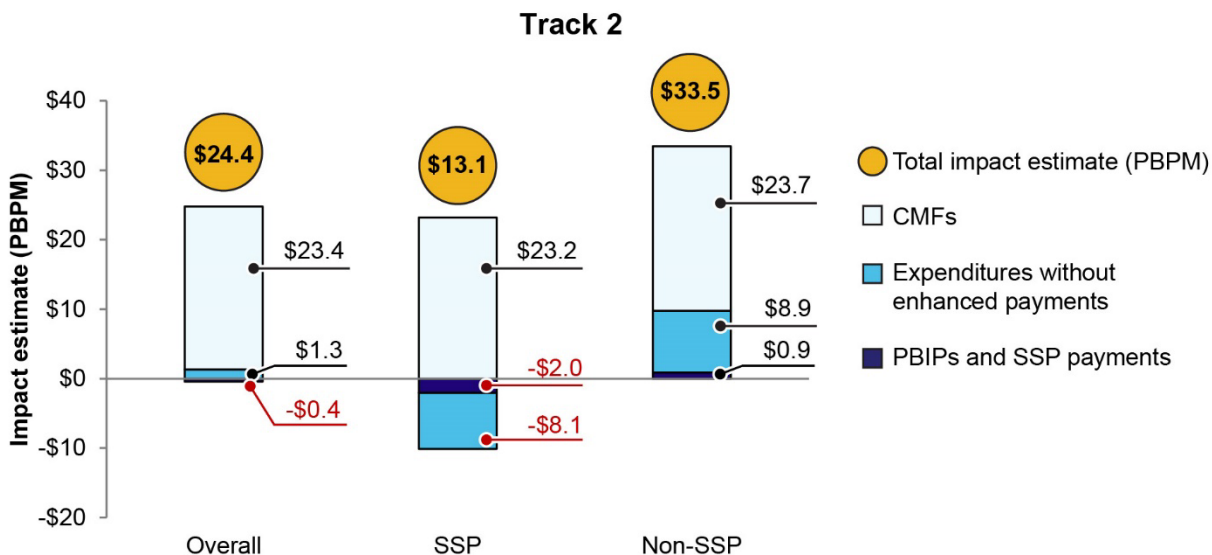 Track 2
Impact estimate (PBPM)
$40
$30
$20
$10
$0
-$10
-$20
$24.4
$23.4
$1.3
-$0.4
Overall
$13.1
$23.2
-$2.0
-$8.1
SSP
$33.5
$23.7
$8.9
$0.9
Non-SSP
Total impact estimate (PBPM)
CMFs
Expenditures without
enhanced payments
PBIPs and SSP payments